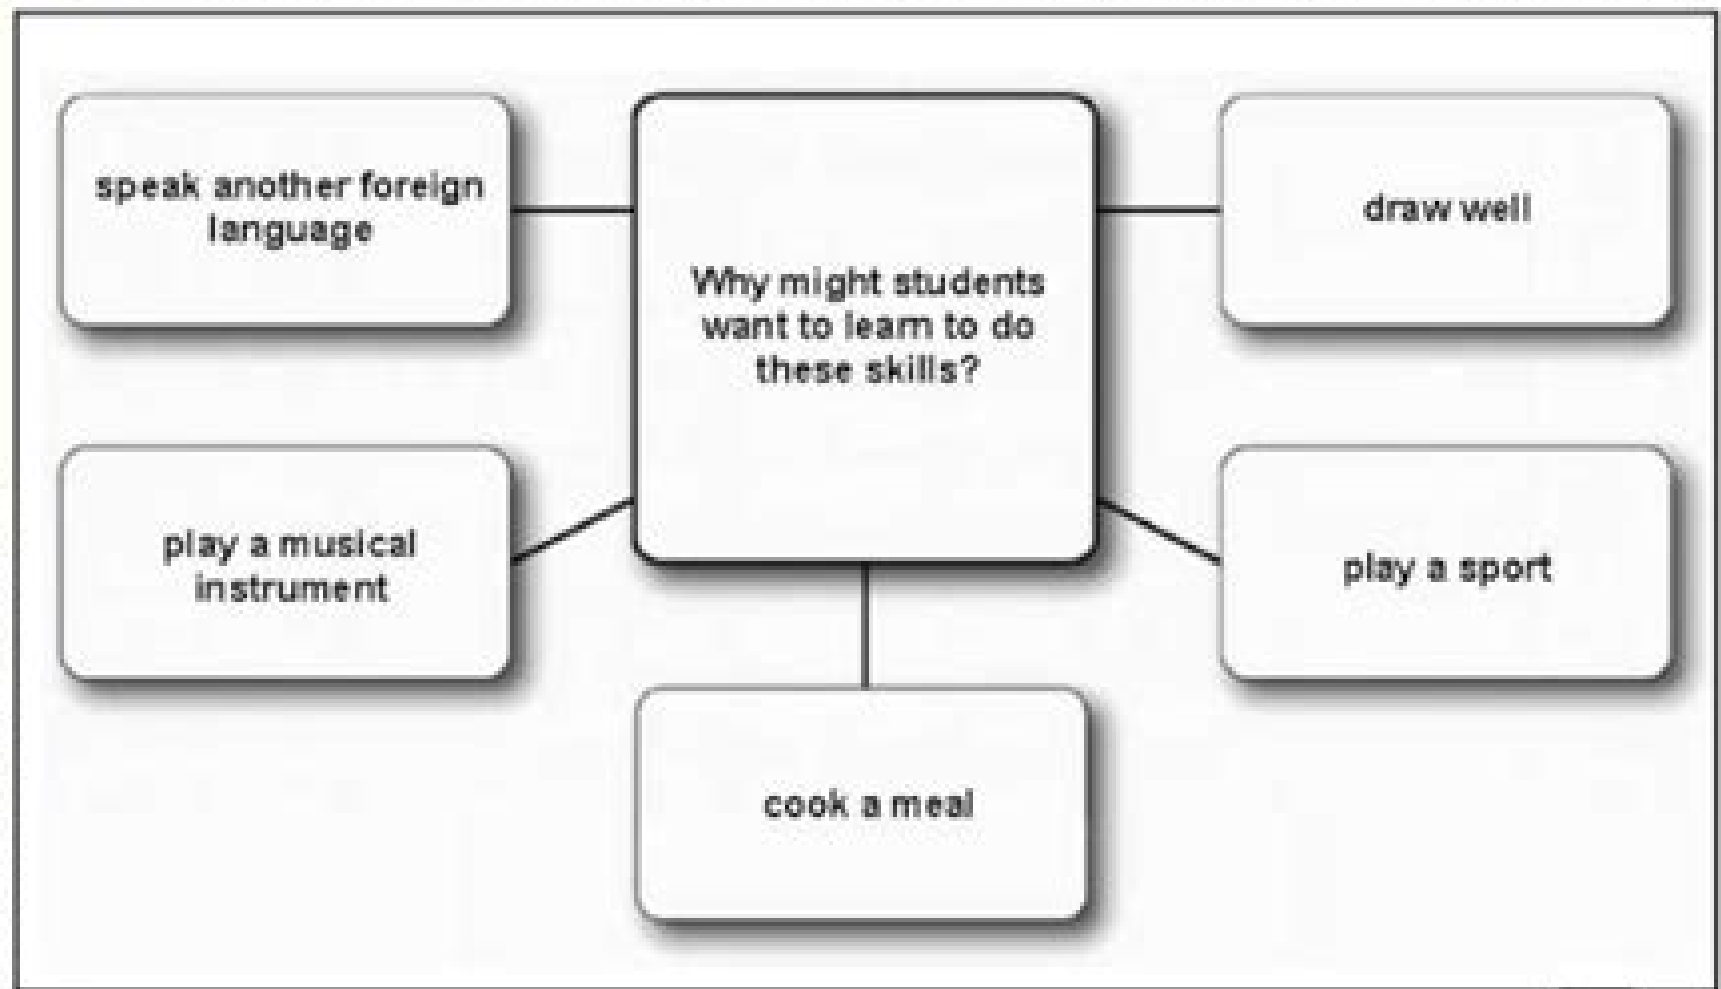 speak another foreign
language
Why might students
want to learn to do
these skills?
draw well
play a musical
instrument
play a sport
cook a meal